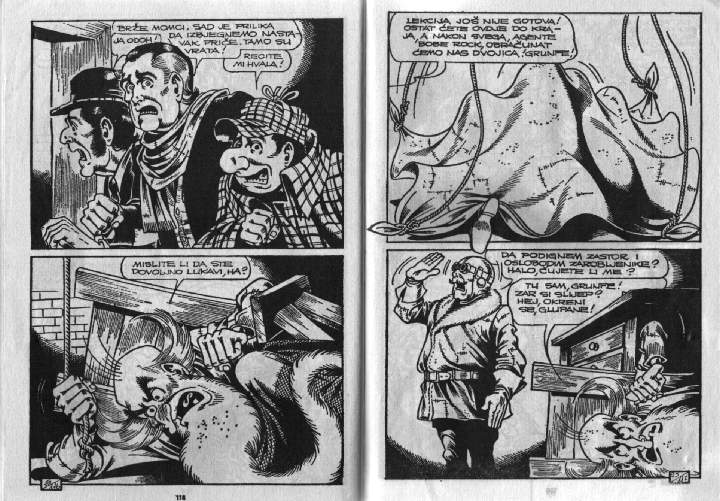 BRŽE MOMCI, SAD JE PRILIKA
DA IZBJEGNEMO NASTA-
VAK PRIČE. TAMO SU
VRATA!
JA ODOH!
RECITE
MI HVALA!
MISLITE LI DA STE
DOVOLJNO LUKAVI, HA?
118
LEKCIJA JOŠ NIJE GOTOVA!
OSTAT ĆETE OVDJE DO KRA-
JA, A NAKON SVEGA, AGENTE
BOBE ROCK, OBRAČUNAT
ĆEMO NAS DVOJICA, GRUNFE!
DA PODIGNEM ZASTOR I
OSLOBODIM ZAROBLJENIKE?
HALO, ČUJETE LI ME?
TU SAM, GRUNFE!
ZAR SI SLIJEP?
HEJ, OKRENI
SE, GLUPANE!